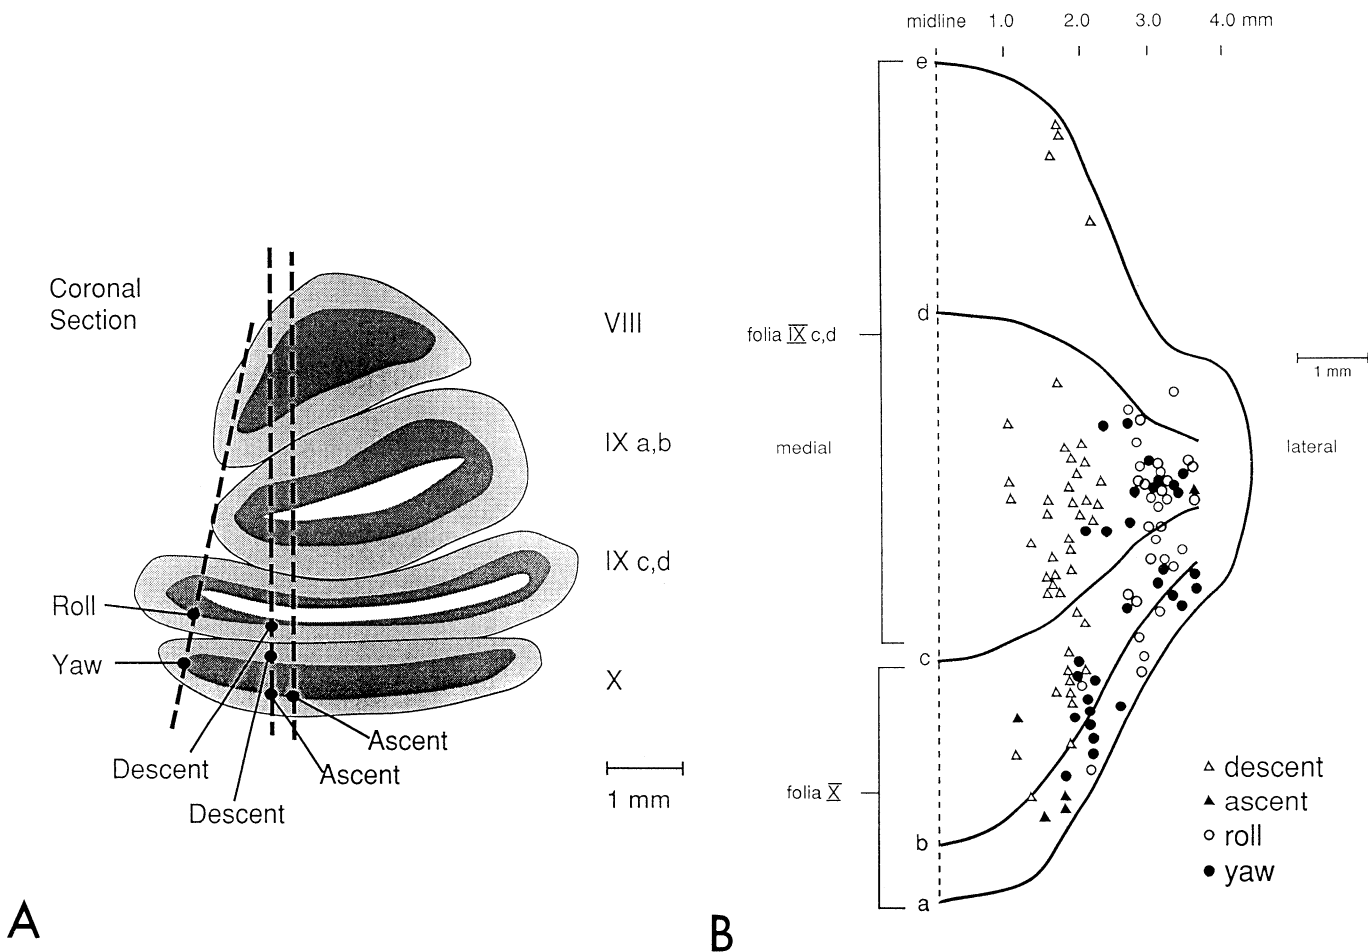 Coronal
Section
VIII
IX a,b
IX c,d
X
Roll
Yaw
Descent
Descent
Ascent
Ascent
1 mm
A
midline 1.0 2.0 3.0 4.0 mm
e
d
c
b
a
folia IX c,d
folia X
medial
lateral
1 mm
descent
ascent
roll
yaw
B